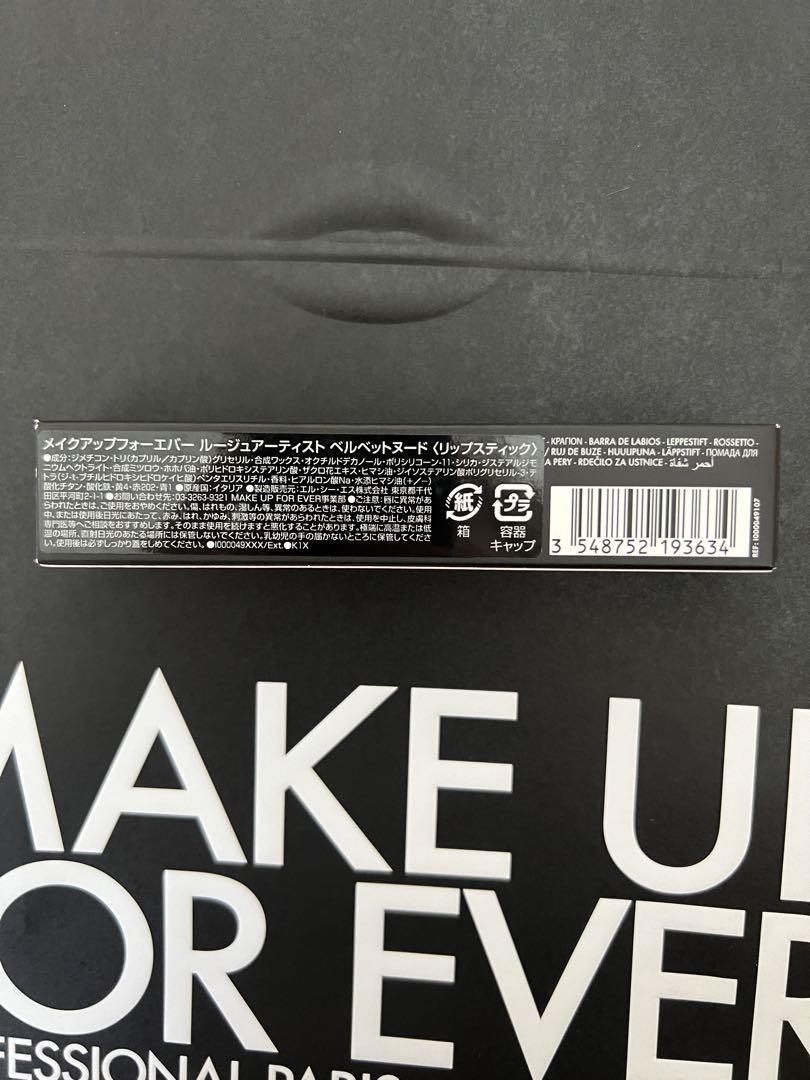 メイクアップフォーエバー ルージュアーティスト ベルベットヌード〈リップスティック〉
●成分:ジメチコン・トリ(カプリル/カプリン酸)グリセリル・合成ワックス・オクチルドデカノール・ポリシリコーン-11・シリカ・ジステアルジモ
ニウムヘクトライト・合成ミツロウ・ホホバ油・ポリヒドロキシステアリン酸・ザクロ花エキス・ヒマシ油・ジイソステアリン酸ポリグリセリル-3・テ
トラ(ジ-t-ブチルヒドロキシヒドロケイヒ酸)ペンタエリスリチル・香料・ヒアルロン酸Na・水添ヒマシ油(+/-)
酸化チタン・酸化鉄・黄4・赤202・青1 ●原産国:イタリア ●製造販売元:エル・シー・エス株式会社 東京都千代
田区平河町2-1-1 ●お問い合わせ先:03-3263-9321 MAKE UP FOR EVER事業部 ●ご注意:唇に異常があ
られたときは、ご使用をおやめください。傷、はれもの、湿しん等、異常のあるときは、使わないでください。使用
中、または使用後日光にあたって、赤み、はれ、かゆみ、刺激等の異常があらわれたときは、使用を中止し、皮膚科
専門医等へご相談をおすすめします。そのまま使用を続けますと悪化することがあります。極端に高温または低
温の場所、直射日光のあたる場所には保管しないでください。乳幼児の手の届かないところに保管してくださ
い。使用後は必ずしっかり蓋をしめてください。●I000049XXX/Ext.●K1X
紙
箱
プラ
容器
キャップ
- КРАГІОН - BARRA DE LABIOS - LEPPESTIFT - ROSSETTO -
/ RUJ DE BUZE - HUULIPUNA - LÄPPSTIFT - ПОМАДА ДЛЯ
A PERY - RDEČILO ZA USTNICE - أحمر شفاه
3 548752 193634
REF: I000049107
MAKE UP
FOR EVER
FESSIONAL PARIS